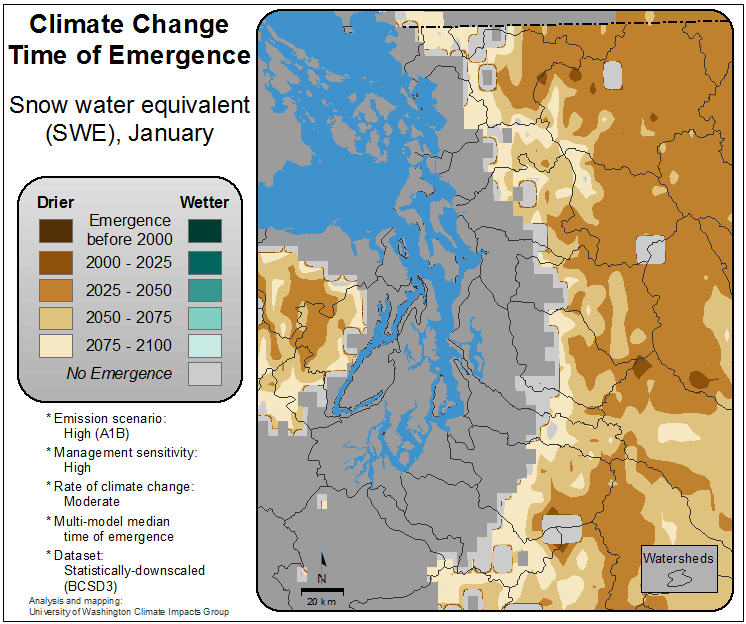 Climate Change
Time of Emergence
Snow water equivalent
(SWE), January
Drier
Wetter
Emergence
before 2000
2000 - 2025
2025 - 2050
2050 - 2075
2075 - 2100
No Emergence
* Emission scenario:
High (A1B)
* Management sensitivity:
High
* Rate of climate change:
Moderate
* Multi-model median
time of emergence
* Dataset:
Statistically-downscaled
(BCSD3)
Analysis and mapping:
University of Washington Climate Impacts Group
N
20 km
Watersheds